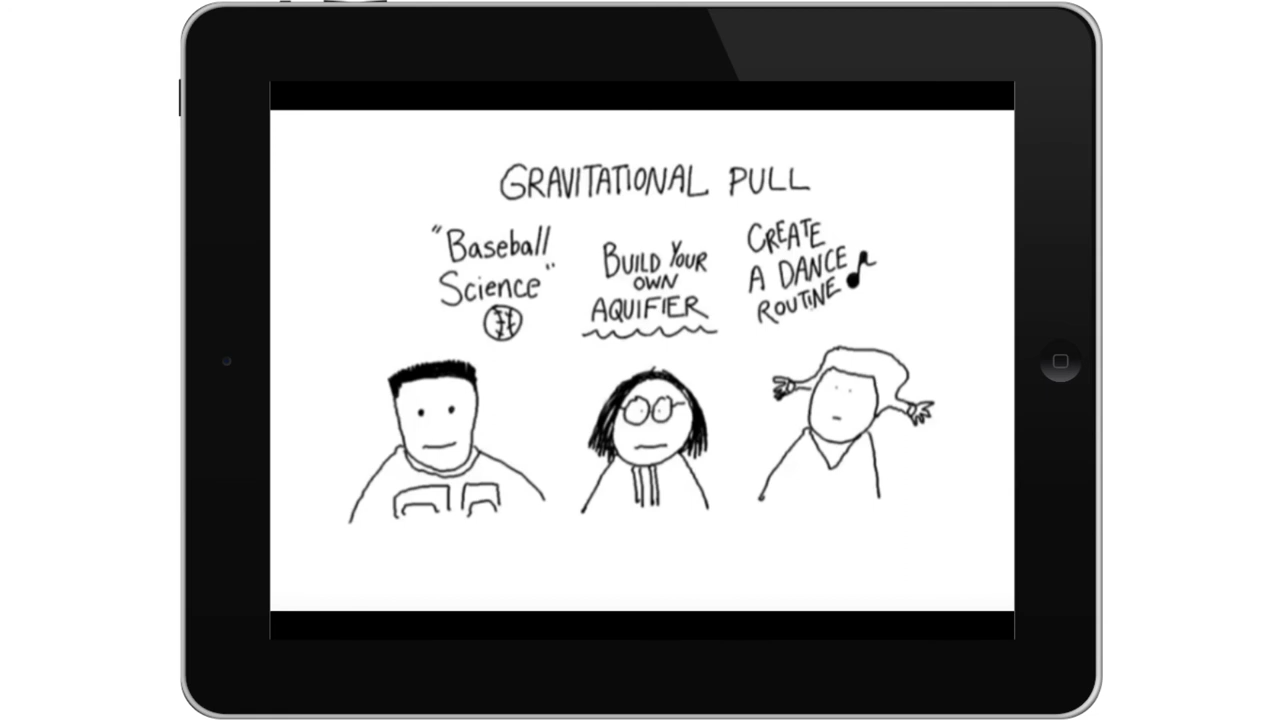 GRAVITATIONAL PULL
"Baseball
Science"
BUILD YOUR
OWN
AQUIFIER
CREATE
A DANCE
ROUTINE